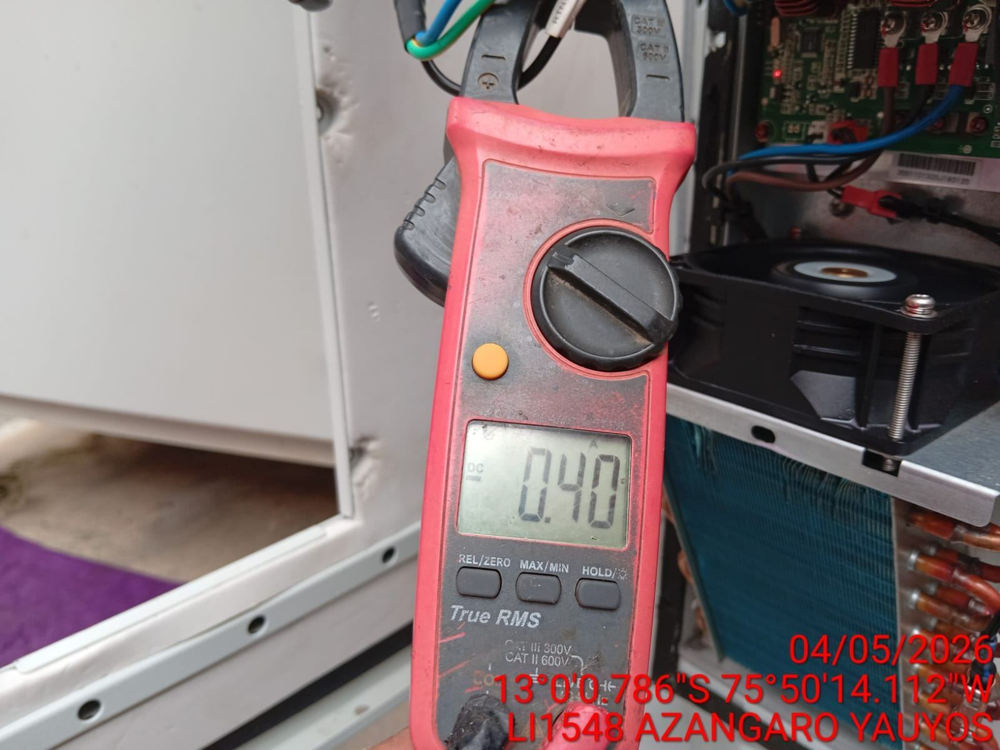 RTN
CAT III
300V
CAT II
600V
A
DC
0.40
REL/ZERO MAX/MIN HOLD/
True RMS
CAT III 300V
CAT II 600V
04/05/2026
13°0'0.786"S 75°50'14.112"W
LI1548 AZANGARO YAUYOS